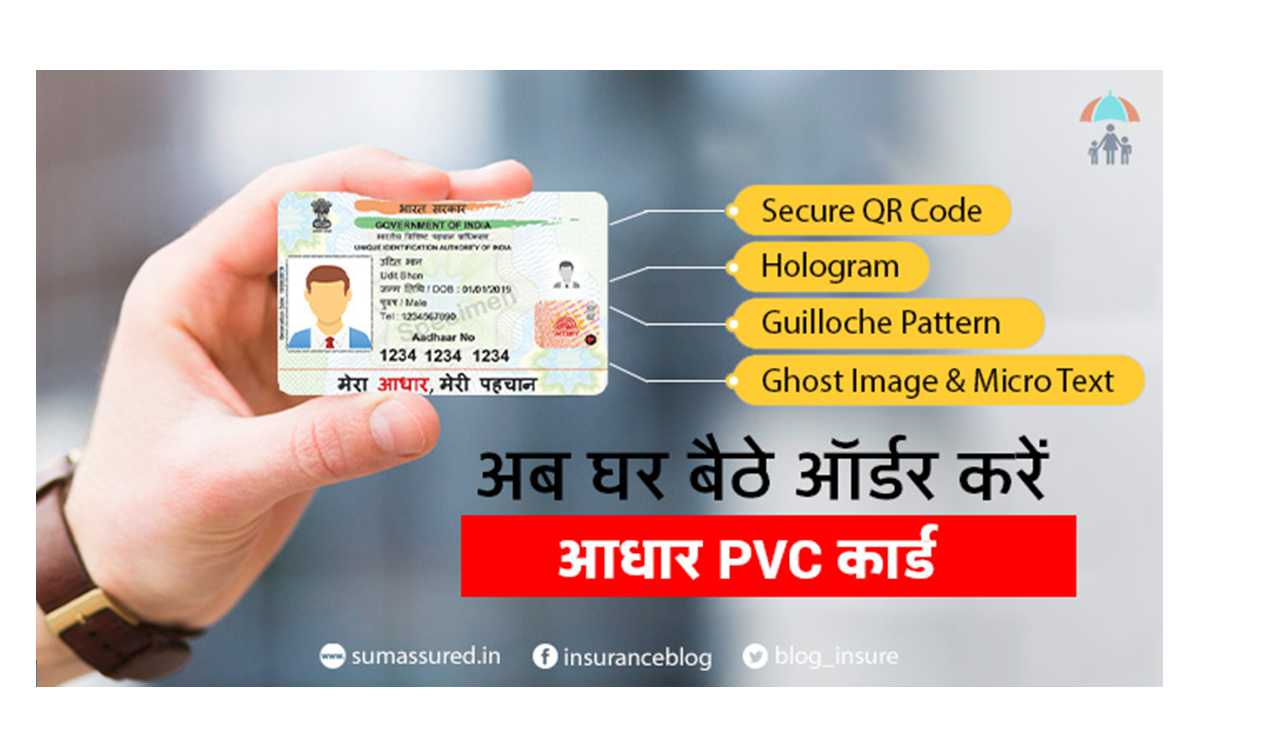 भारत सरकार
GOVERNMENT OF INDIA
भारतीय विशिष्ट पहचान प्राधिकरण
UNIQUE IDENTIFICATION AUTHORITY OF INDIA
उदित भान
Udit Bhan
जन्म तिथि / DOB : 01/01/2015
पुरुष / Male
Tel : 1234567890
Specimen
Aadhaar No
1234 1234 1234
मेरा आधार, मेरी पहचान
Secure QR Code
Hologram
Guilloche Pattern
Ghost Image & Micro Text
अब घर बैठे ऑर्डर करें
आधार PVC कार्ड
www sumassured.in
f insuranceblog
blog_insure